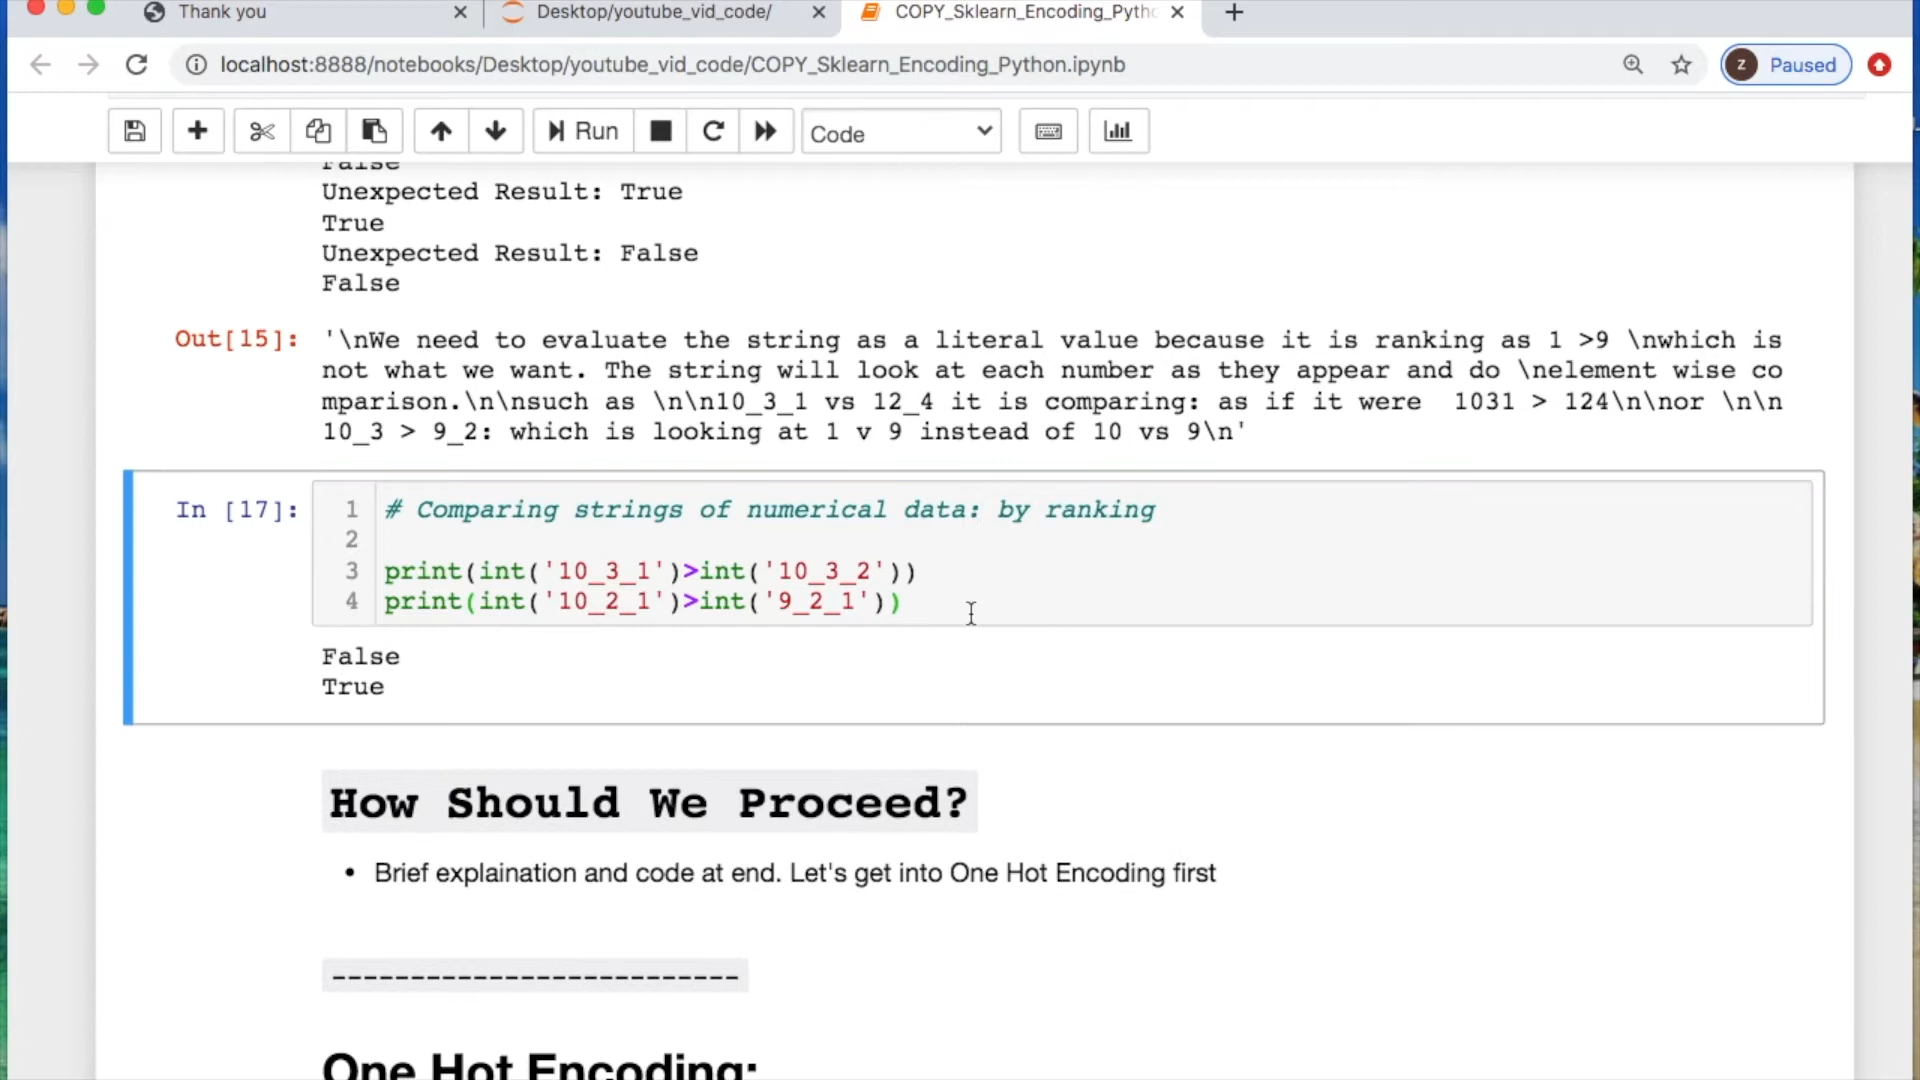 Thank you
Desktop/youtube_vid_code/
COPY_Sklearn_Encoding_Pytho
localhost:8888/notebooks/Desktop/youtube_vid_code/COPY_Sklearn_Encoding_Python.ipynb
z
Paused
Run
Code
False
Unexpected Result: True
True
Unexpected Result: False
False
Out[15]: '\nWe need to evaluate the string as a literal value because it is ranking as 1 >9 \nwhich is
not what we want. The string will look at each number as they appear and do \nelement wise co
mparison.\n\nsuch as \n\n10_3_1 vs 12_4 it is comparing: as if it were  1031 > 124\n\nor \n\n
10_3 > 9_2: which is looking at 1 v 9 instead of 10 vs 9\n'
In [17]: 1 # Comparing strings of numerical data: by ranking
2
3 print(int('10_3_1')>int('10_3_2'))
4 print(int('10_2_1')>int('9_2_1'))
False
True
How Should We Proceed?
• Brief explaination and code at end. Let's get into One Hot Encoding first
--------------------------
One Hot Encoding: